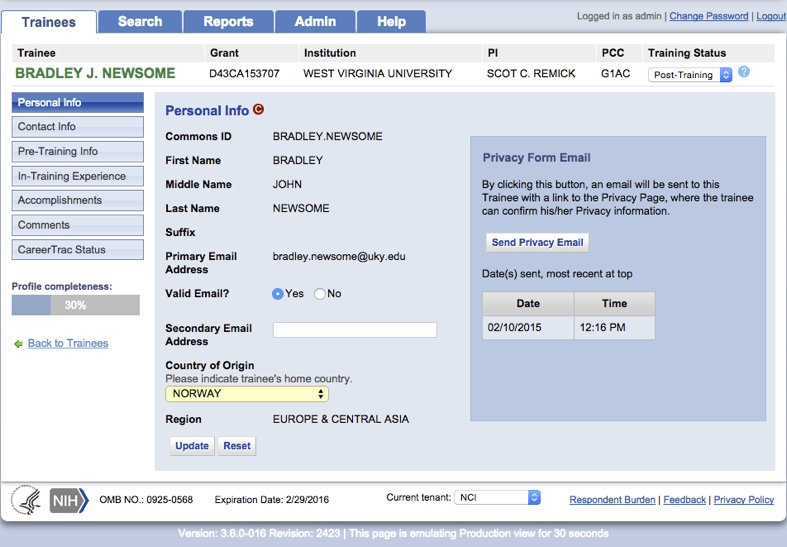 Trainees Search Reports Admin Help
Logged in as admin | Change Password | Logout
Trainee Grant Institution PI PCC Training Status
BRADLEY J. NEWSOME D43CA153707 WEST VIRGINIA UNIVERSITY SCOT C. REMICK G1AC Post-Training ?
Personal Info
Contact Info
Pre-Training Info
In-Training Experience
Accomplishments
Comments
CareerTrac Status
Profile completeness:
30%
Back to Trainees
Personal Info C
Commons ID BRADLEY.NEWSOME
First Name BRADLEY
Middle Name JOHN
Last Name NEWSOME
Suffix
Primary Email Address bradley.newsome@uky.edu
Valid Email? Yes No
Secondary Email Address
Country of Origin
Please indicate trainee's home country.
NORWAY
Region EUROPE & CENTRAL ASIA
Update Reset
Privacy Form Email
By clicking this button, an email will be sent to this
Trainee with a link to the Privacy Page, where the trainee
can confirm his/her Privacy information.
Send Privacy Email
Date(s) sent, most recent at top
Date Time
02/10/2015 12:16 PM
NIH OMB NO.: 0925-0568 Expiration Date: 2/29/2016 Current tenant: NCI Respondent Burden | Feedback | Privacy Policy
Version: 3.6.0-016 Revision: 2423 | This page is emulating Production view for 30 seconds